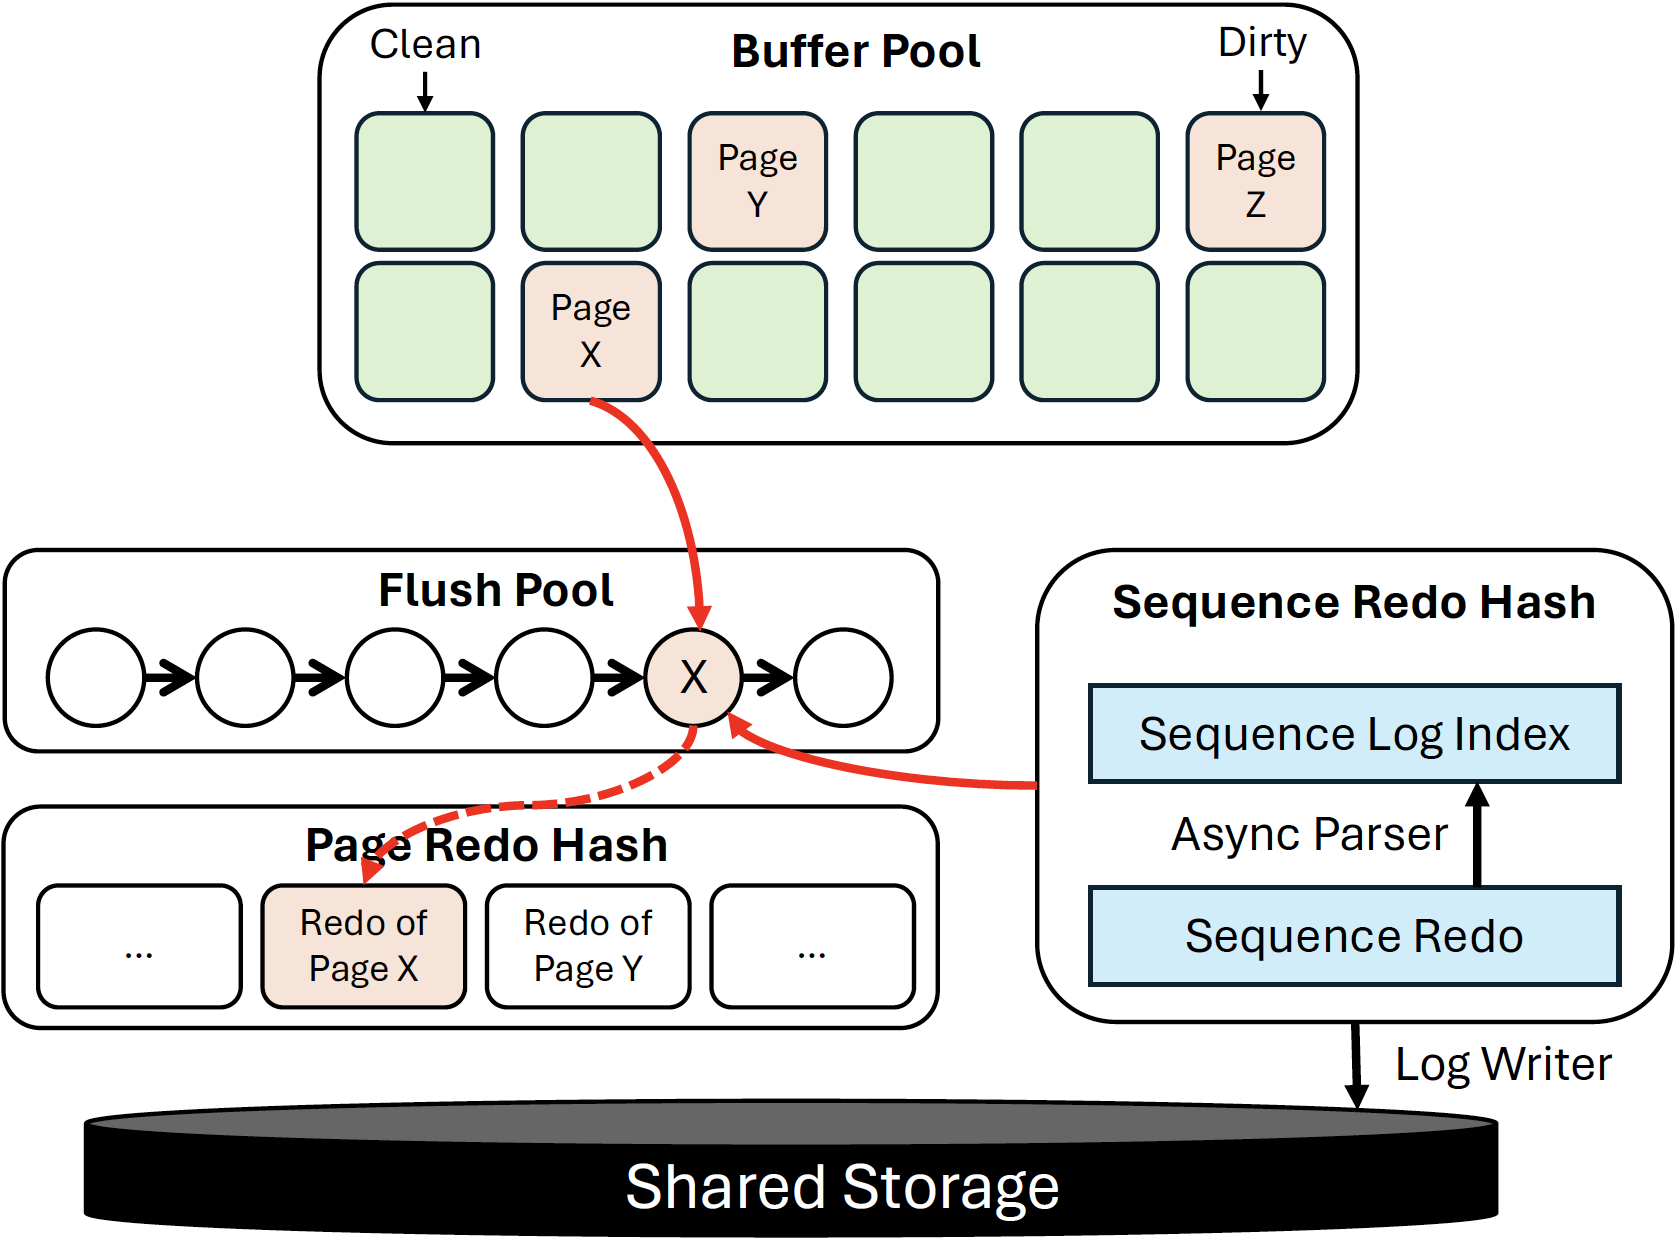 Clean
Buffer Pool
Dirty
Page
Y
Page
Z
Page
X
Flush Pool
X
Sequence Redo Hash
Sequence Log Index
Async Parser
Sequence Redo
Page Redo Hash
...
Redo of
Page X
Redo of
Page Y
...
Log Writer
Shared Storage